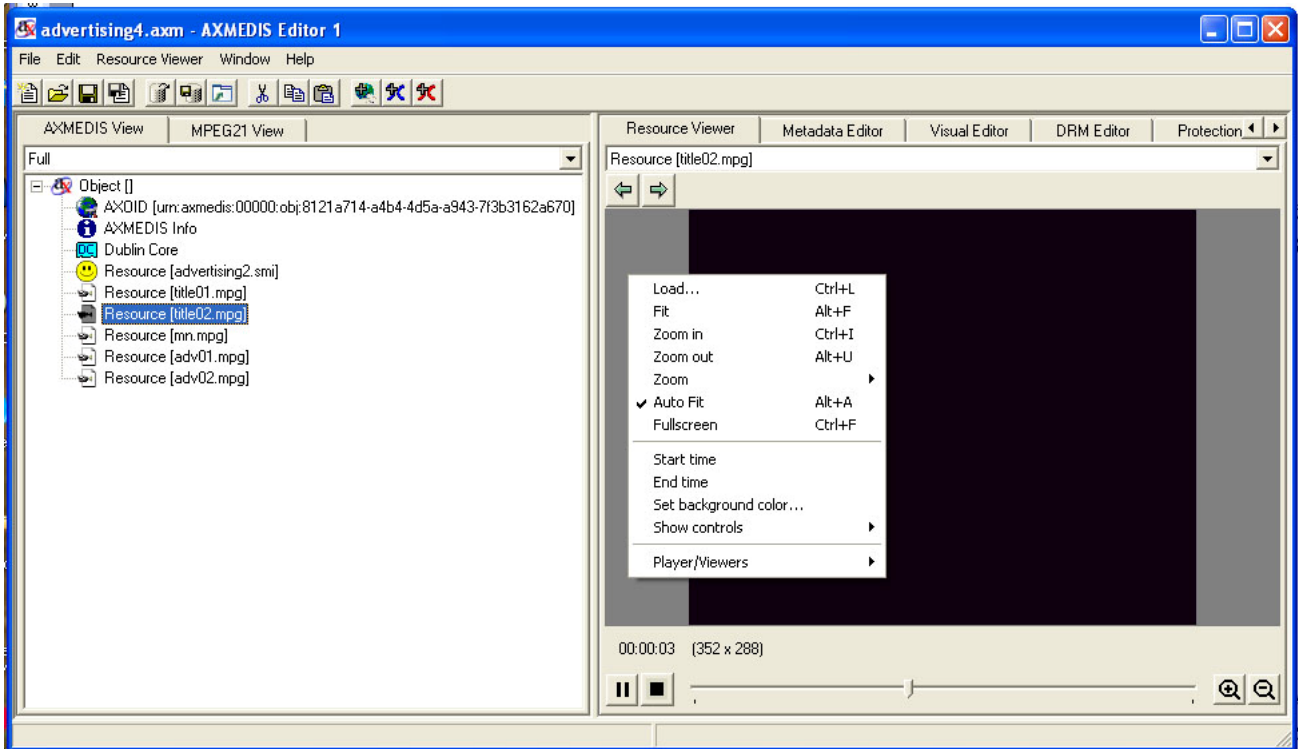 advertising4.axm - AXMEDIS Editor 1
File Edit Resource Viewer Window Help
AXMEDIS View MPEG21 View
Full
Object []
AXOID [urn:axmedis:00000:obj:8121a714-a4b4-4d5a-a943-7f3b3162a670]
AXMEDIS Info
DC Dublin Core
Resource [advertising2.smi]
Resource [title01.mpg]
Resource [title02.mpg]
Resource [mn.mpg]
Resource [adv01.mpg]
Resource [adv02.mpg]
Resource Viewer Metadata Editor Visual Editor DRM Editor Protection
Resource [title02.mpg]
Load... Ctrl+L
Fit Alt+F
Zoom in Ctrl+I
Zoom out Alt+U
Zoom
Auto Fit Alt+A
Fullscreen Ctrl+F
Start time
End time
Set background color...
Show controls
Player/Viewers
00:00:03 (352 x 288)